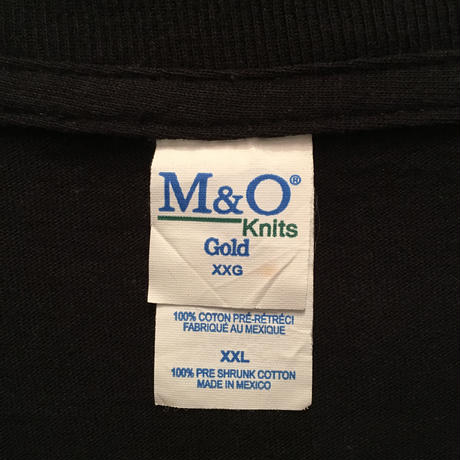 M&O®
Knits
Gold
XXG
100% COTON PRÉ-RÉTRÉCI
FABRIQUÉ AU MEXIQUE
XXL
100% PRE SHRUNK COTTON
MADE IN MEXICO